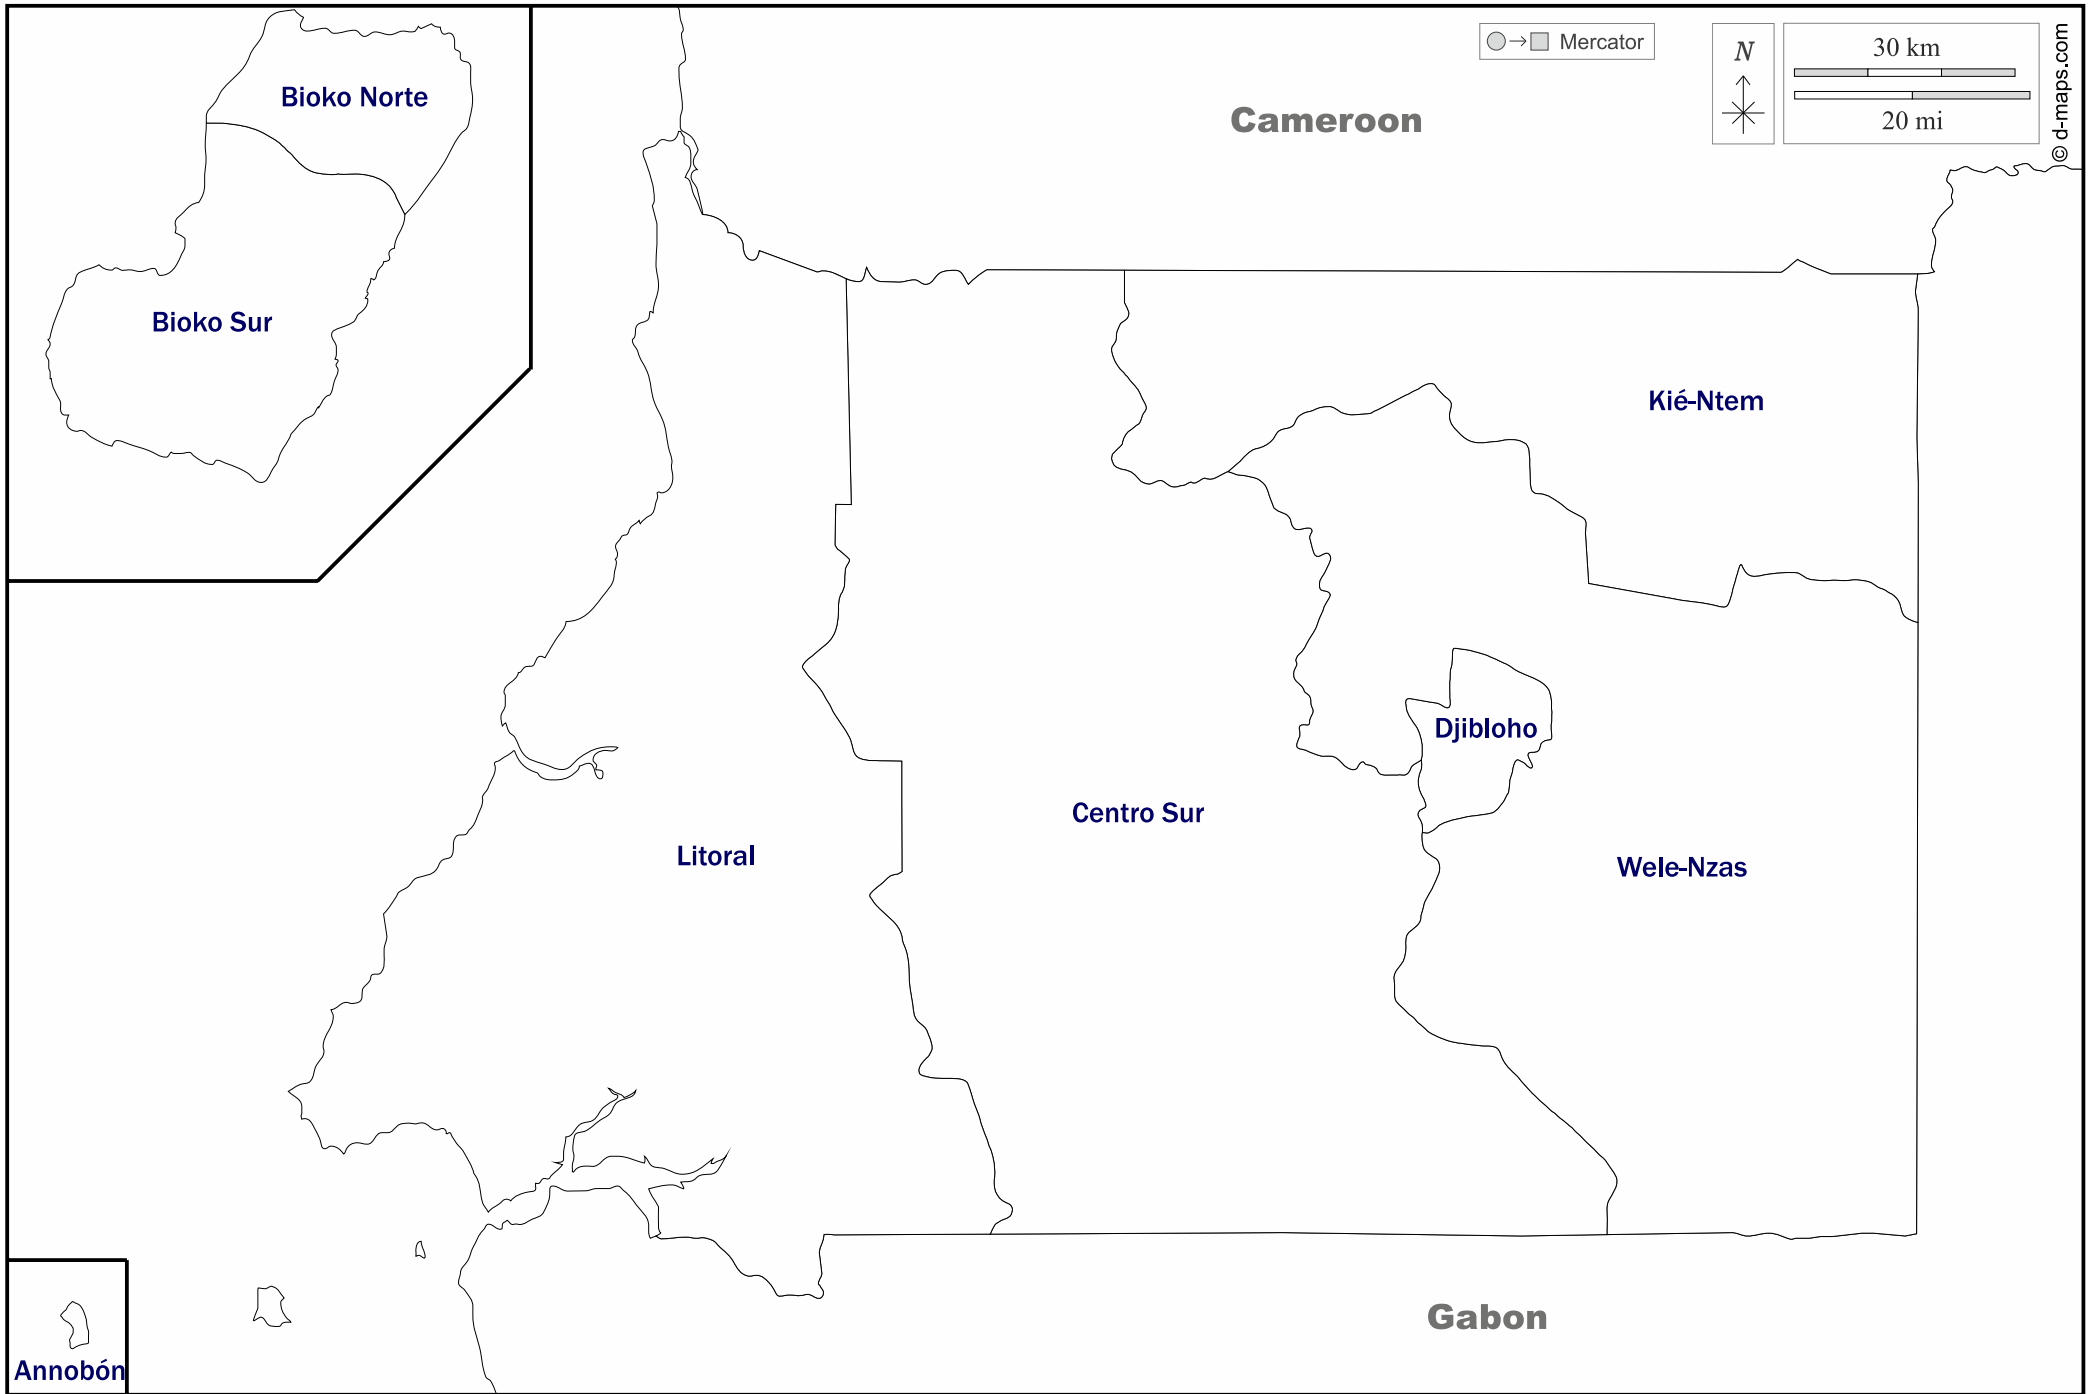 Bioko Norte
Bioko Sur
Mercator
N
30 km
20 mi
© d-maps.com
Cameroon
Kié-Ntem
Djibloho
Centro Sur
Litoral
Wele-Nzas
Gabon
Annobón